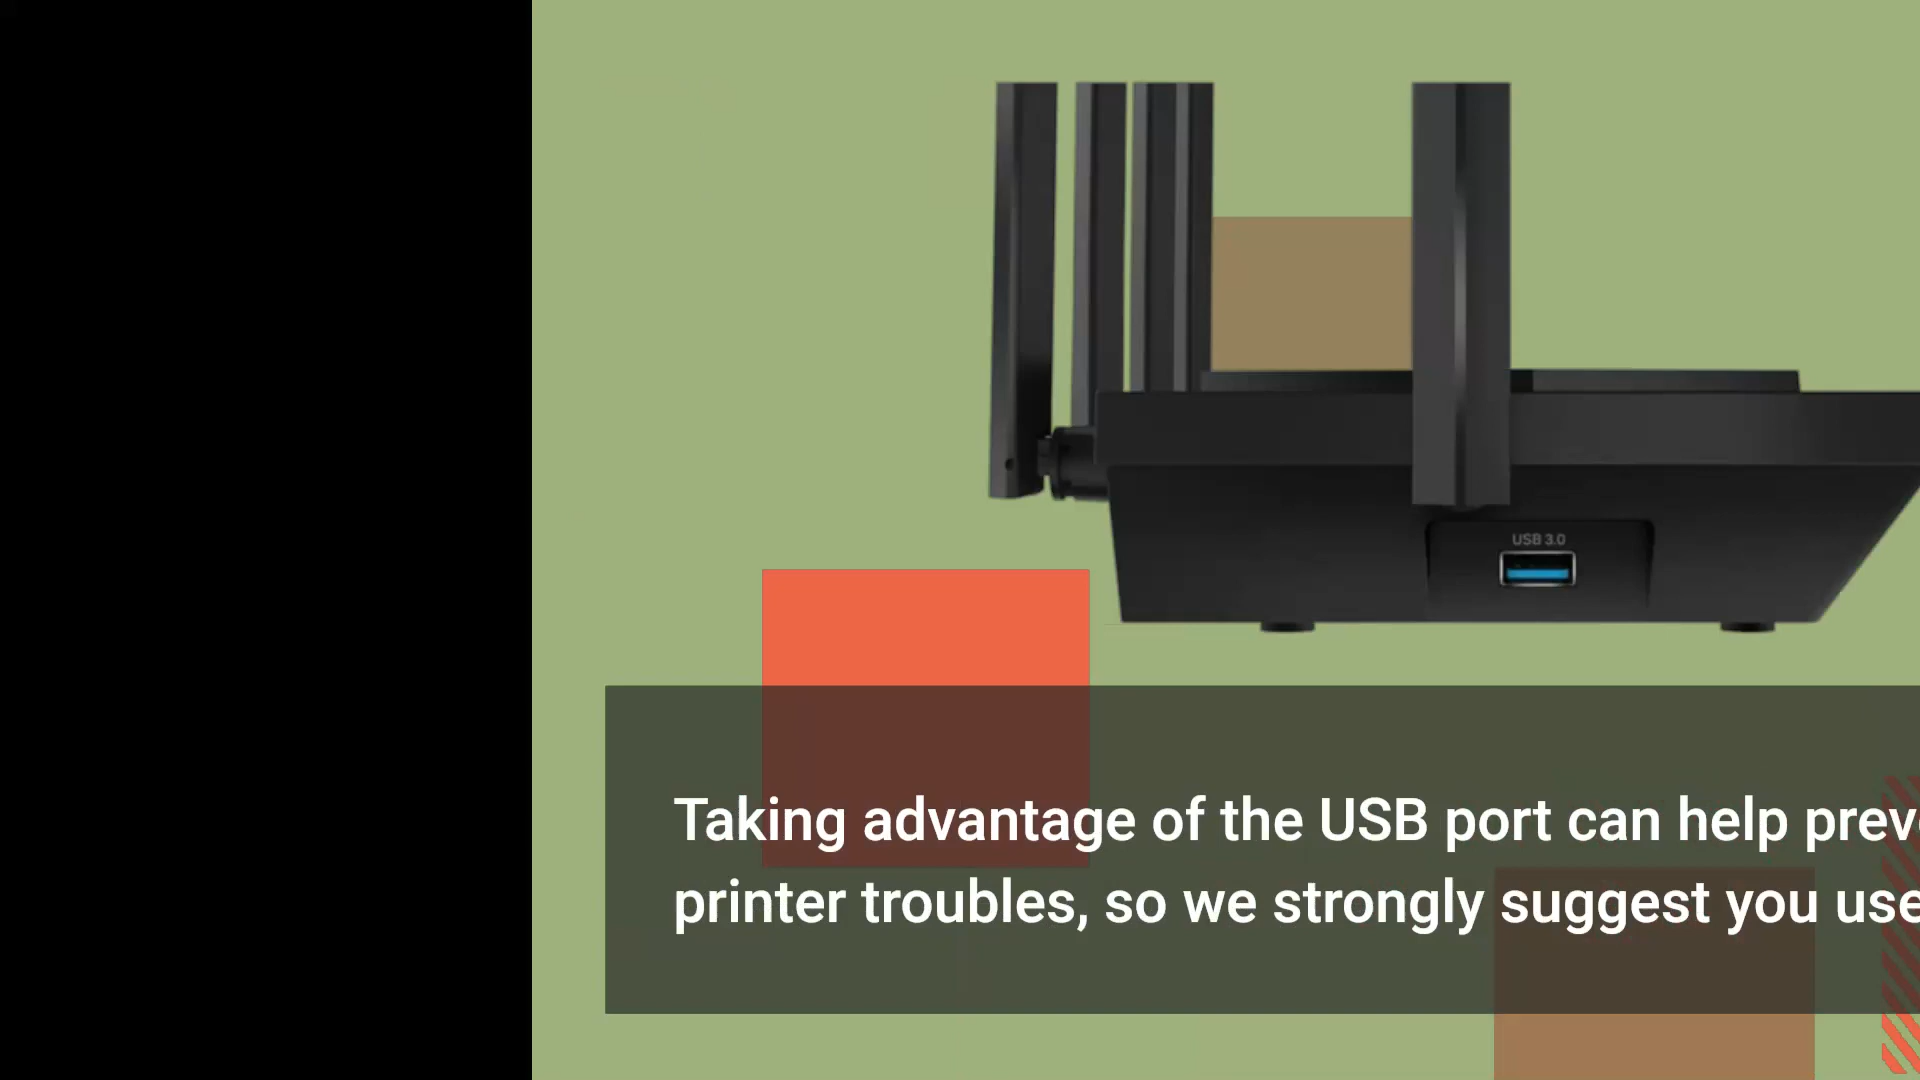 USB 3.0
Taking advantage of the USB port can help prev
printer troubles, so we strongly suggest you use